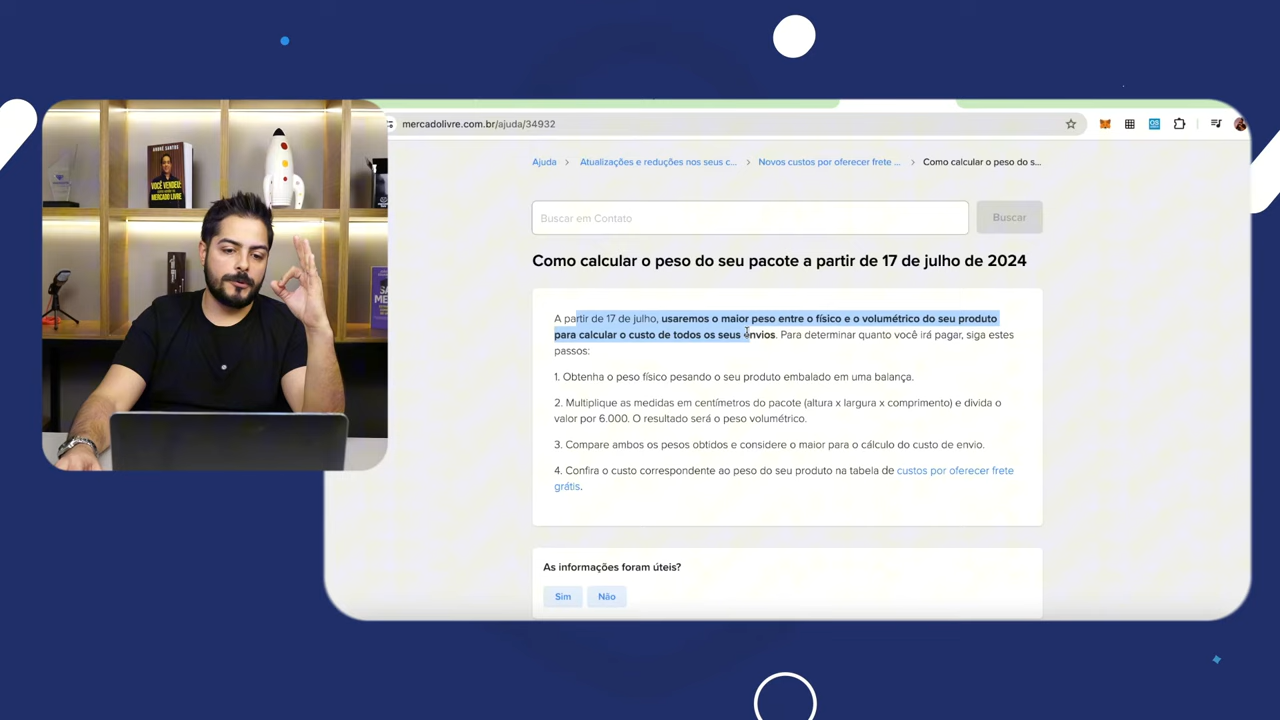 mercadolivre.com.br/ajuda/34932
Ajuda > Atualizações e reduções nos seus c... > Novos custos por oferecer frete ... > Como calcular o peso do s...
Buscar em Contato
Buscar
Como calcular o peso do seu pacote a partir de 17 de julho de 2024
A partir de 17 de julho, usaremos o maior peso entre o físico e o volumétrico do seu produto
para calcular o custo de todos os seus envios. Para determinar quanto você irá pagar, siga estes
passos:
1. Obtenha o peso físico pesando o seu produto embalado em uma balança.
2. Multiplique as medidas em centímetros do pacote (altura x largura x comprimento) e divida o
valor por 6.000. O resultado será o peso volumétrico.
3. Compare ambos os pesos obtidos e considere o maior para o cálculo do custo de envio.
4. Confira o custo correspondente ao peso do seu produto na tabela de custos por oferecer frete
grátis.
As informações foram úteis?
Sim
Não
VOCÊ VENDEU:
MERCADO LIVRE